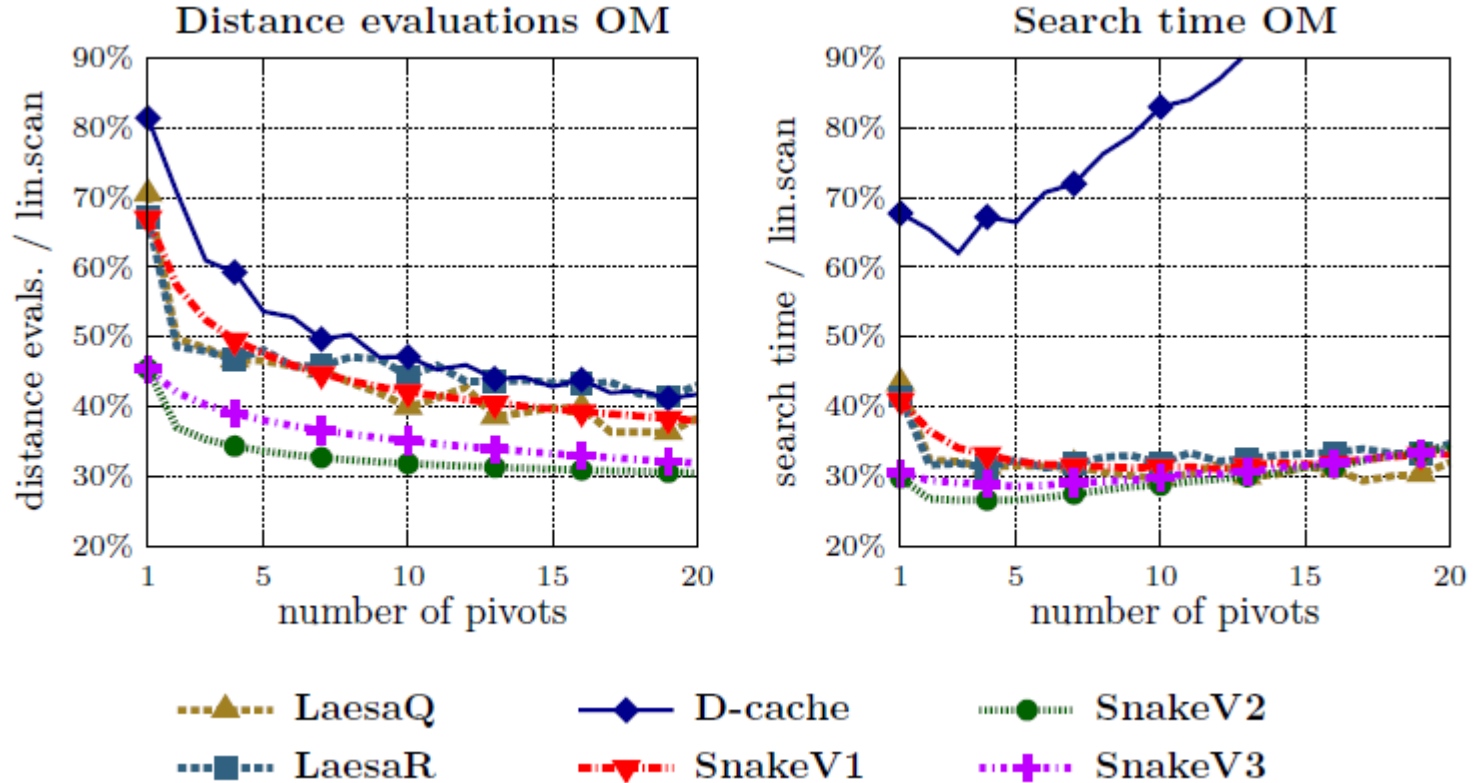 Distance evaluations OM
distance evals. / lin.scan
90%
80%
70%
60%
50%
40%
30%
20%
1 5 10 15 20
number of pivots
Search time OM
search time / lin.scan
90%
80%
70%
60%
50%
40%
30%
20%
1 5 10 15 20
number of pivots
LaesaQ D-cache SnakeV2
LaesaR SnakeV1 SnakeV3